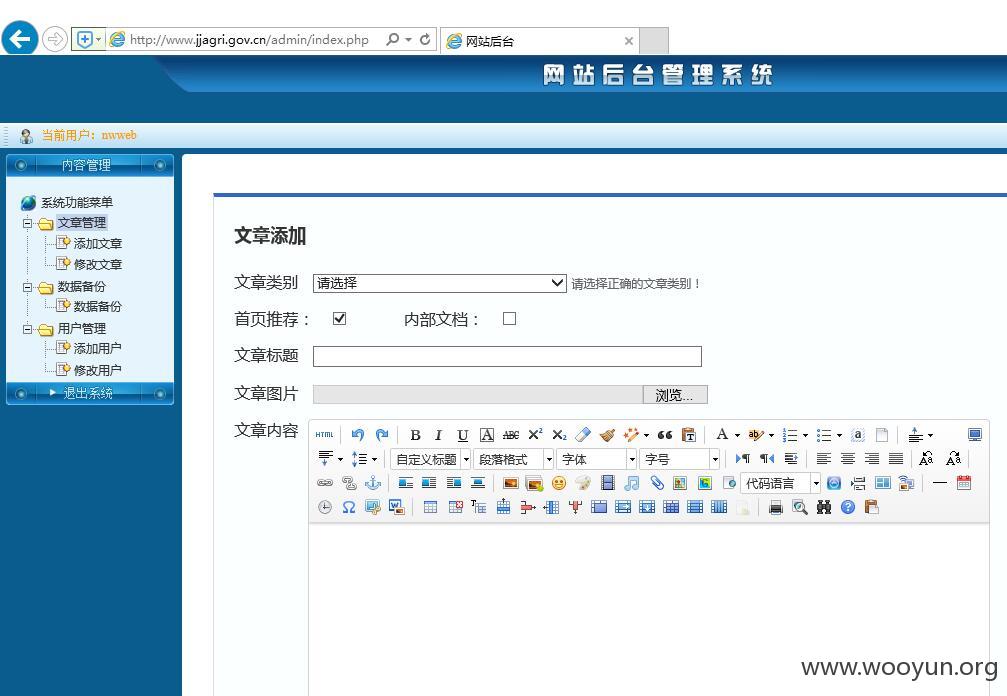 http://www.jjagri.gov.cn/admin/index.php
网站后台
网站后台管理系统
当前用户：nwweb
内容管理
系统功能菜单
文章管理
添加文章
修改文章
数据备份
数据备份
用户管理
添加用户
修改用户
退出系统
文章添加
文章类别 请选择 请选择正确的文章类别！
首页推荐： 内部文档：
文章标题
文章图片 浏览...
文章内容
HTML B I U A ABC X² X₂ A ab a
自定义标题 段落格式 字体 字号
代码语言
www.wooyun.org